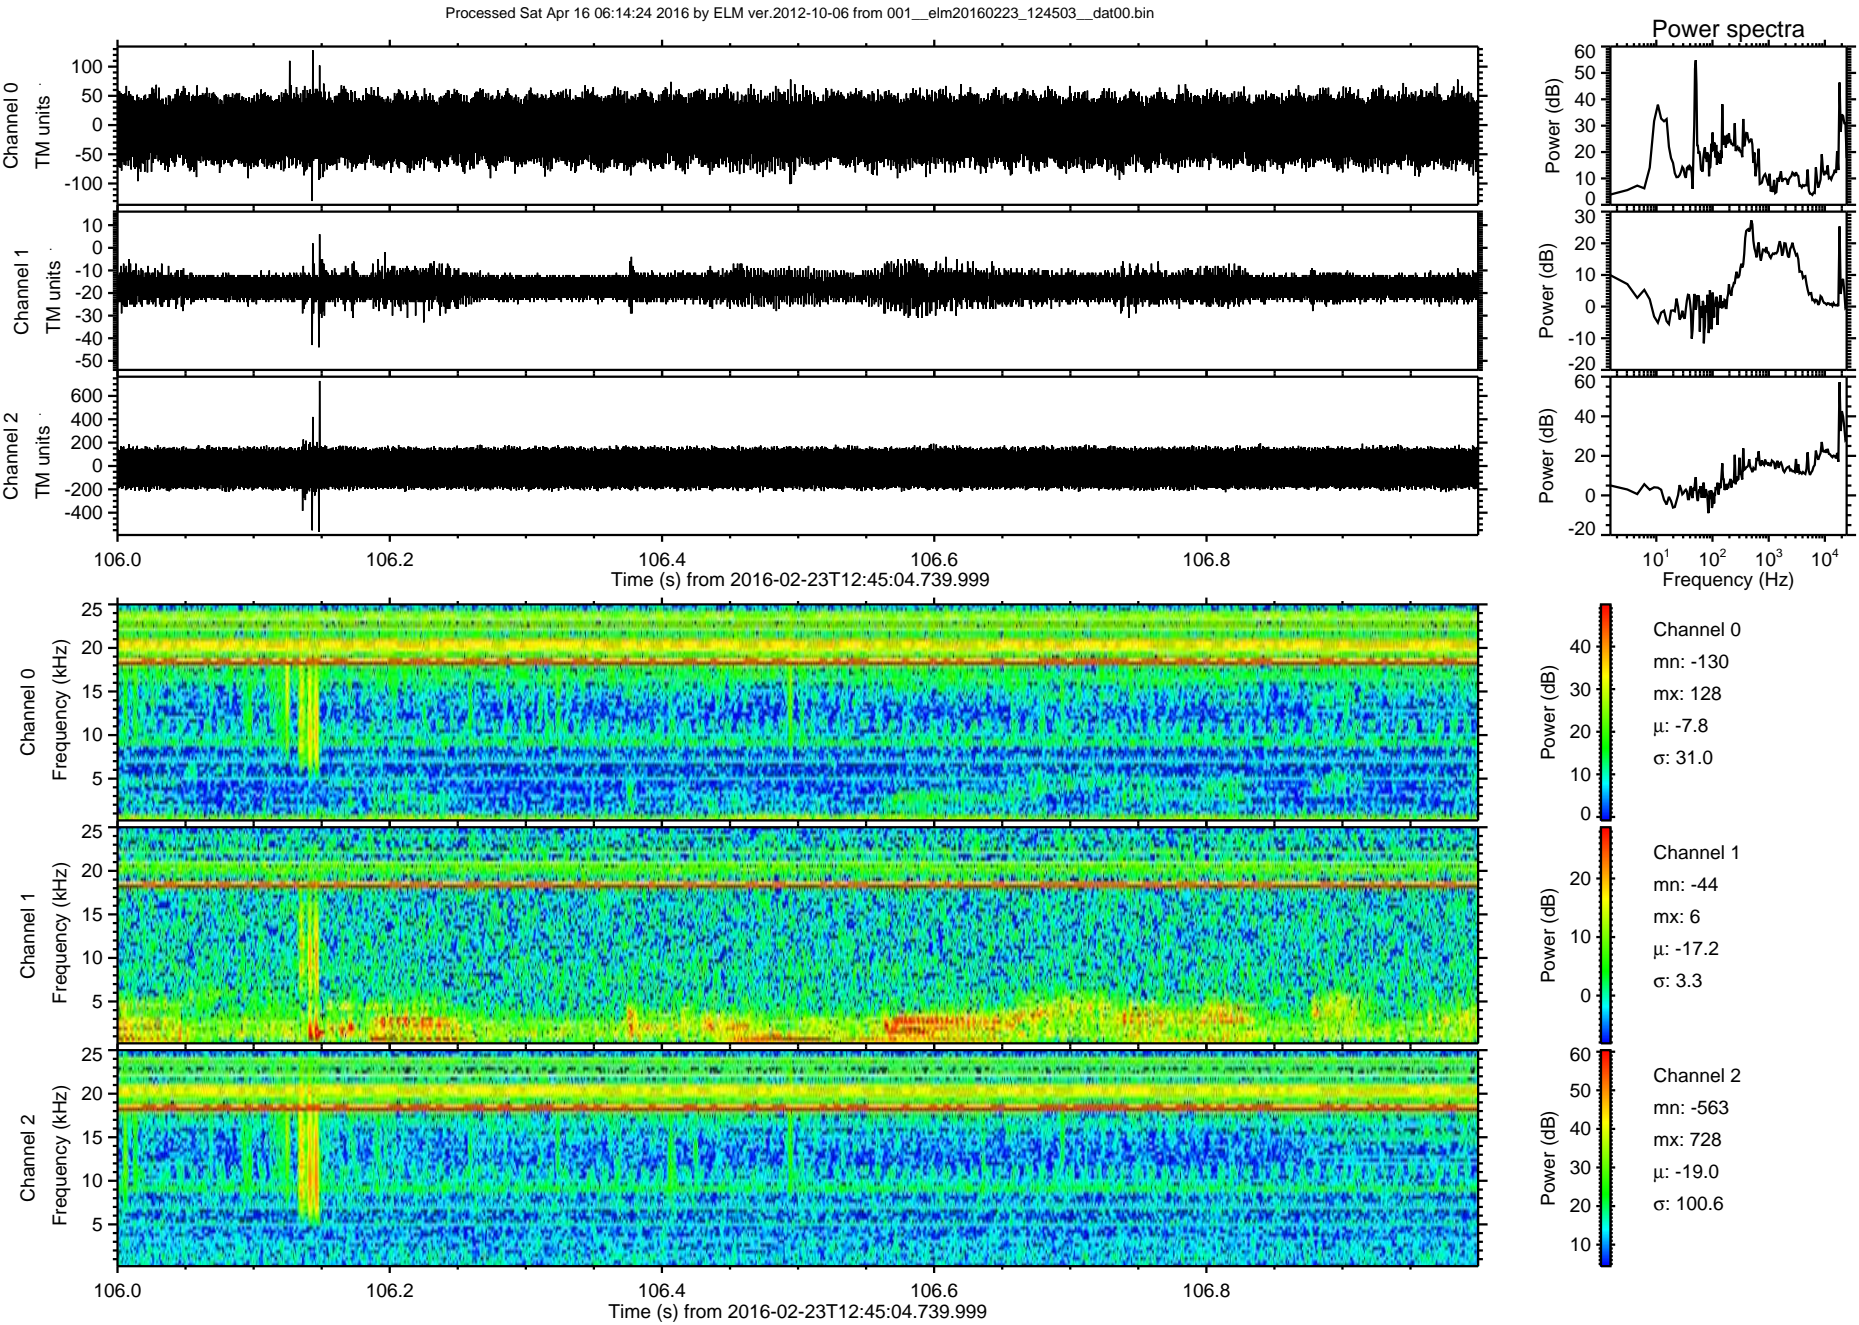 Processed Sat Apr 16 06:14:24 2016 by ELM ver.2012-10-06 from 001__elm20160223_124503__dat00.bin
Power spectra
Channel 0
TM units
100
50
0
-50
-100
Power (dB)
60
50
40
30
20
10
0
Channel 1
TM units
10
0
-10
-20
-30
-40
-50
Power (dB)
30
20
10
0
-10
-20
Channel 2
TM units
600
400
200
0
-200
-400
Power (dB)
60
40
20
0
-20
106.0 106.2 106.4 106.6 106.8
Time (s) from 2016-02-23T12:45:04.739.999
10¹ 10² 10³ 10⁴
Frequency (Hz)
Channel 0
Frequency (kHz)
25
20
15
10
5
Power (dB)
40
30
20
10
0
Channel 0
mn: -130
mx: 128
μ: -7.8
σ: 31.0
Channel 1
Frequency (kHz)
25
20
15
10
5
Power (dB)
20
10
0
Channel 1
mn: -44
mx: 6
μ: -17.2
σ: 3.3
Channel 2
Frequency (kHz)
25
20
15
10
5
Power (dB)
60
50
40
30
20
10
Channel 2
mn: -563
mx: 728
μ: -19.0
σ: 100.6
106.0 106.2 106.4 106.6 106.8
Time (s) from 2016-02-23T12:45:04.739.999